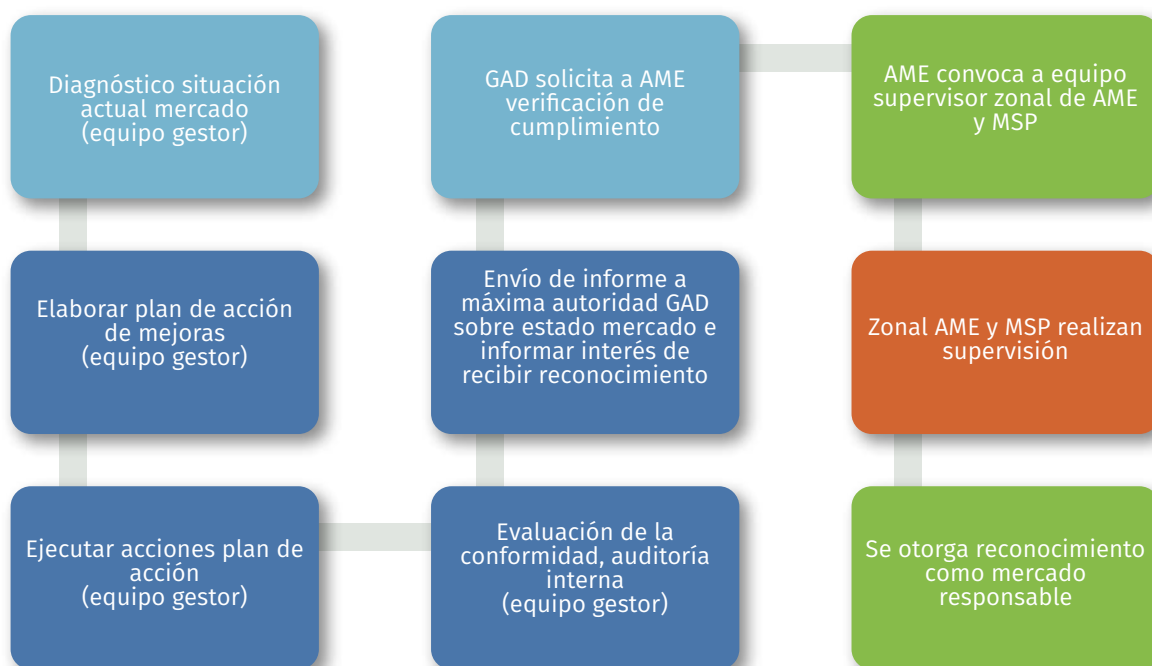 Diagnóstico situación
actual mercado
(equipo gestor)
Elaborar plan de acción
de mejoras
(equipo gestor)
Ejecutar acciones plan de
acción
(equipo gestor)
Evaluación de la
conformidad, auditoría
interna
(equipo gestor)
Envío de informe a
máxima autoridad GAD
sobre estado mercado e
informar interés de
recibir reconocimiento
GAD solicita a AME
verificación de
cumplimiento
AME convoca a equipo
supervisor zonal de AME
y MSP
Zonal AME y MSP realizan
supervisión
Se otorga reconocimiento
como mercado
responsable